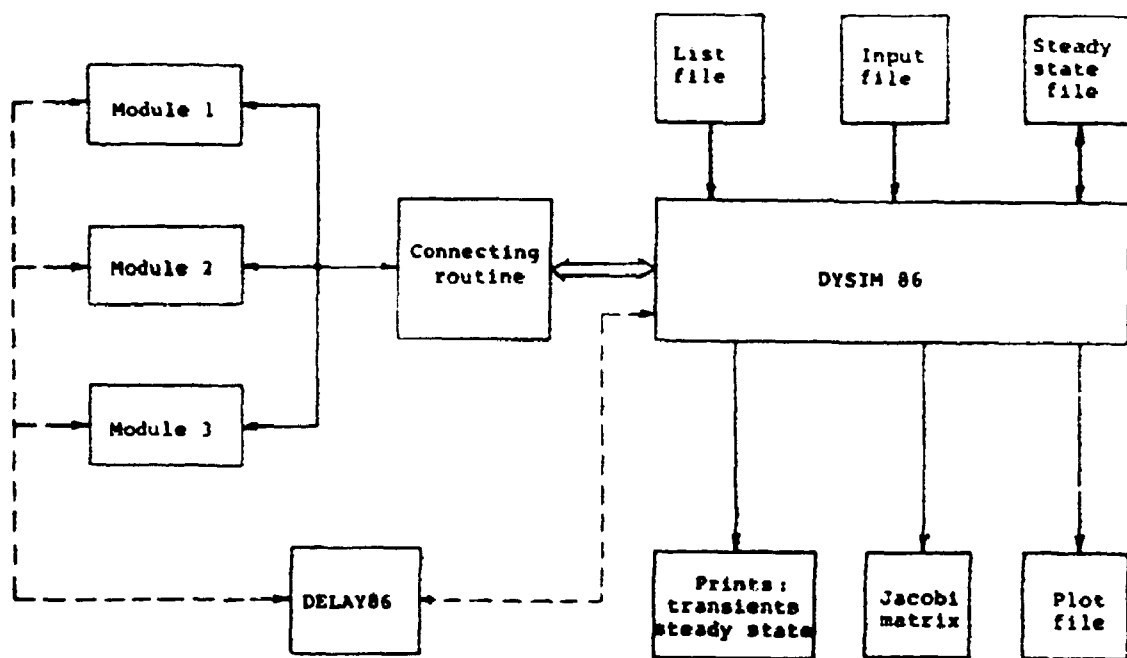 List
file
Input
file
Steady
state
file
Module 1
Module 2
Module 3
Connecting
routine
DYSIM 86
DELAY86
Prints:
transients
steady state
Jacobi
matrix
Plot
file